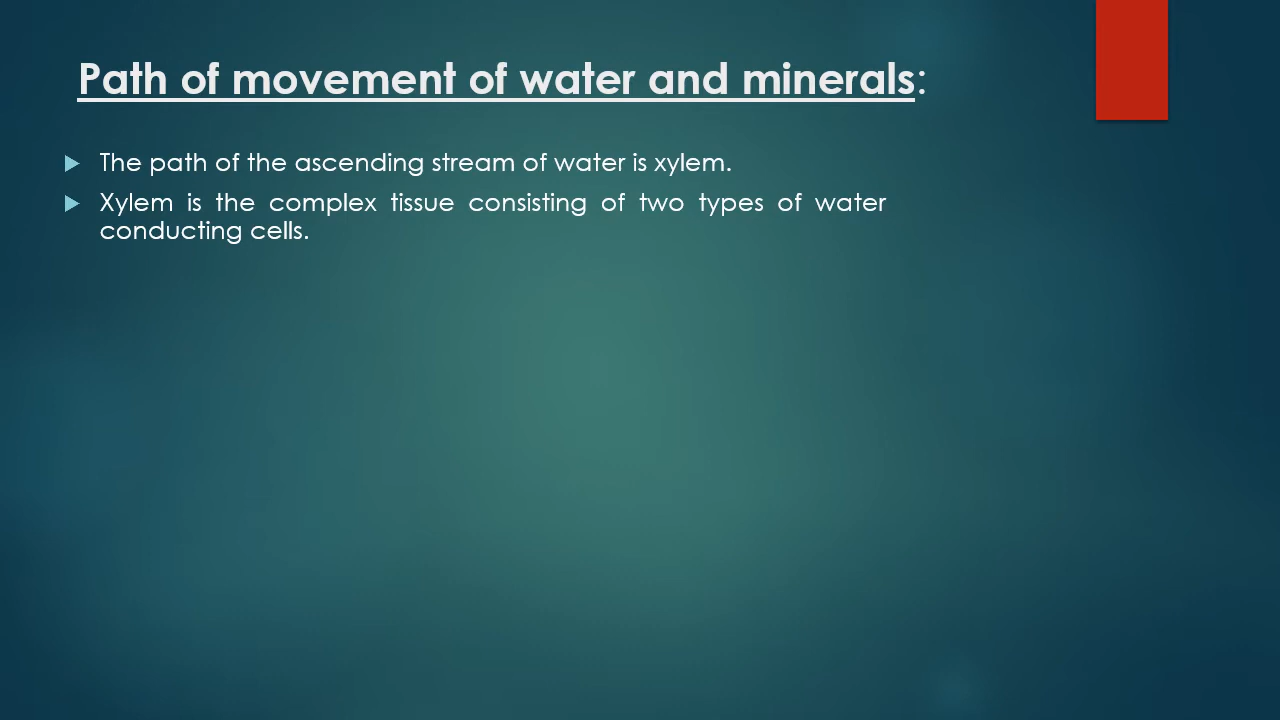 Path of movement of water and minerals:
The path of the ascending stream of water is xylem.
Xylem is the complex tissue consisting of two types of water
conducting cells.